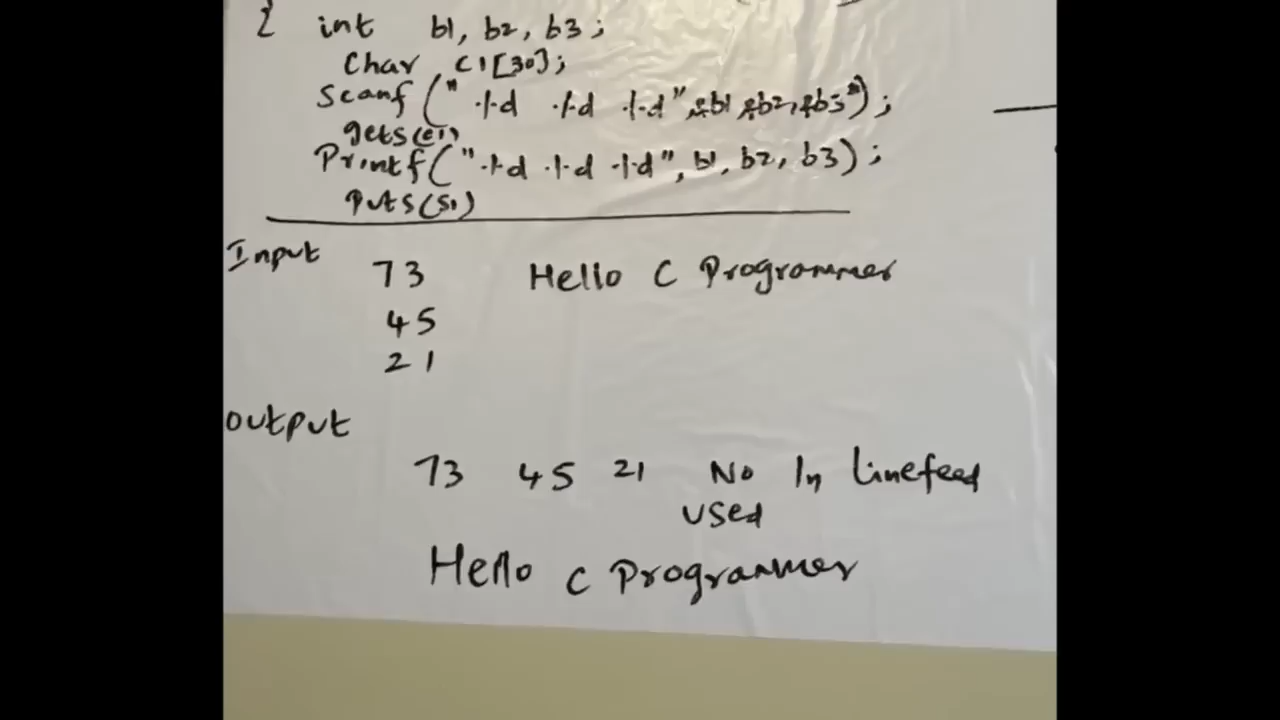 { int b1, b2, b3;
char c1[30];
scanf("%d %d %d",&b1,&b2,&b3");
gets(c1)
Printf("%d %d %d", b1, b2, b3);
puts(s1)
Input 73 Hello C Programmer
45
21
output
73 45 21 No \n linefeed
used
Hello C Programmer